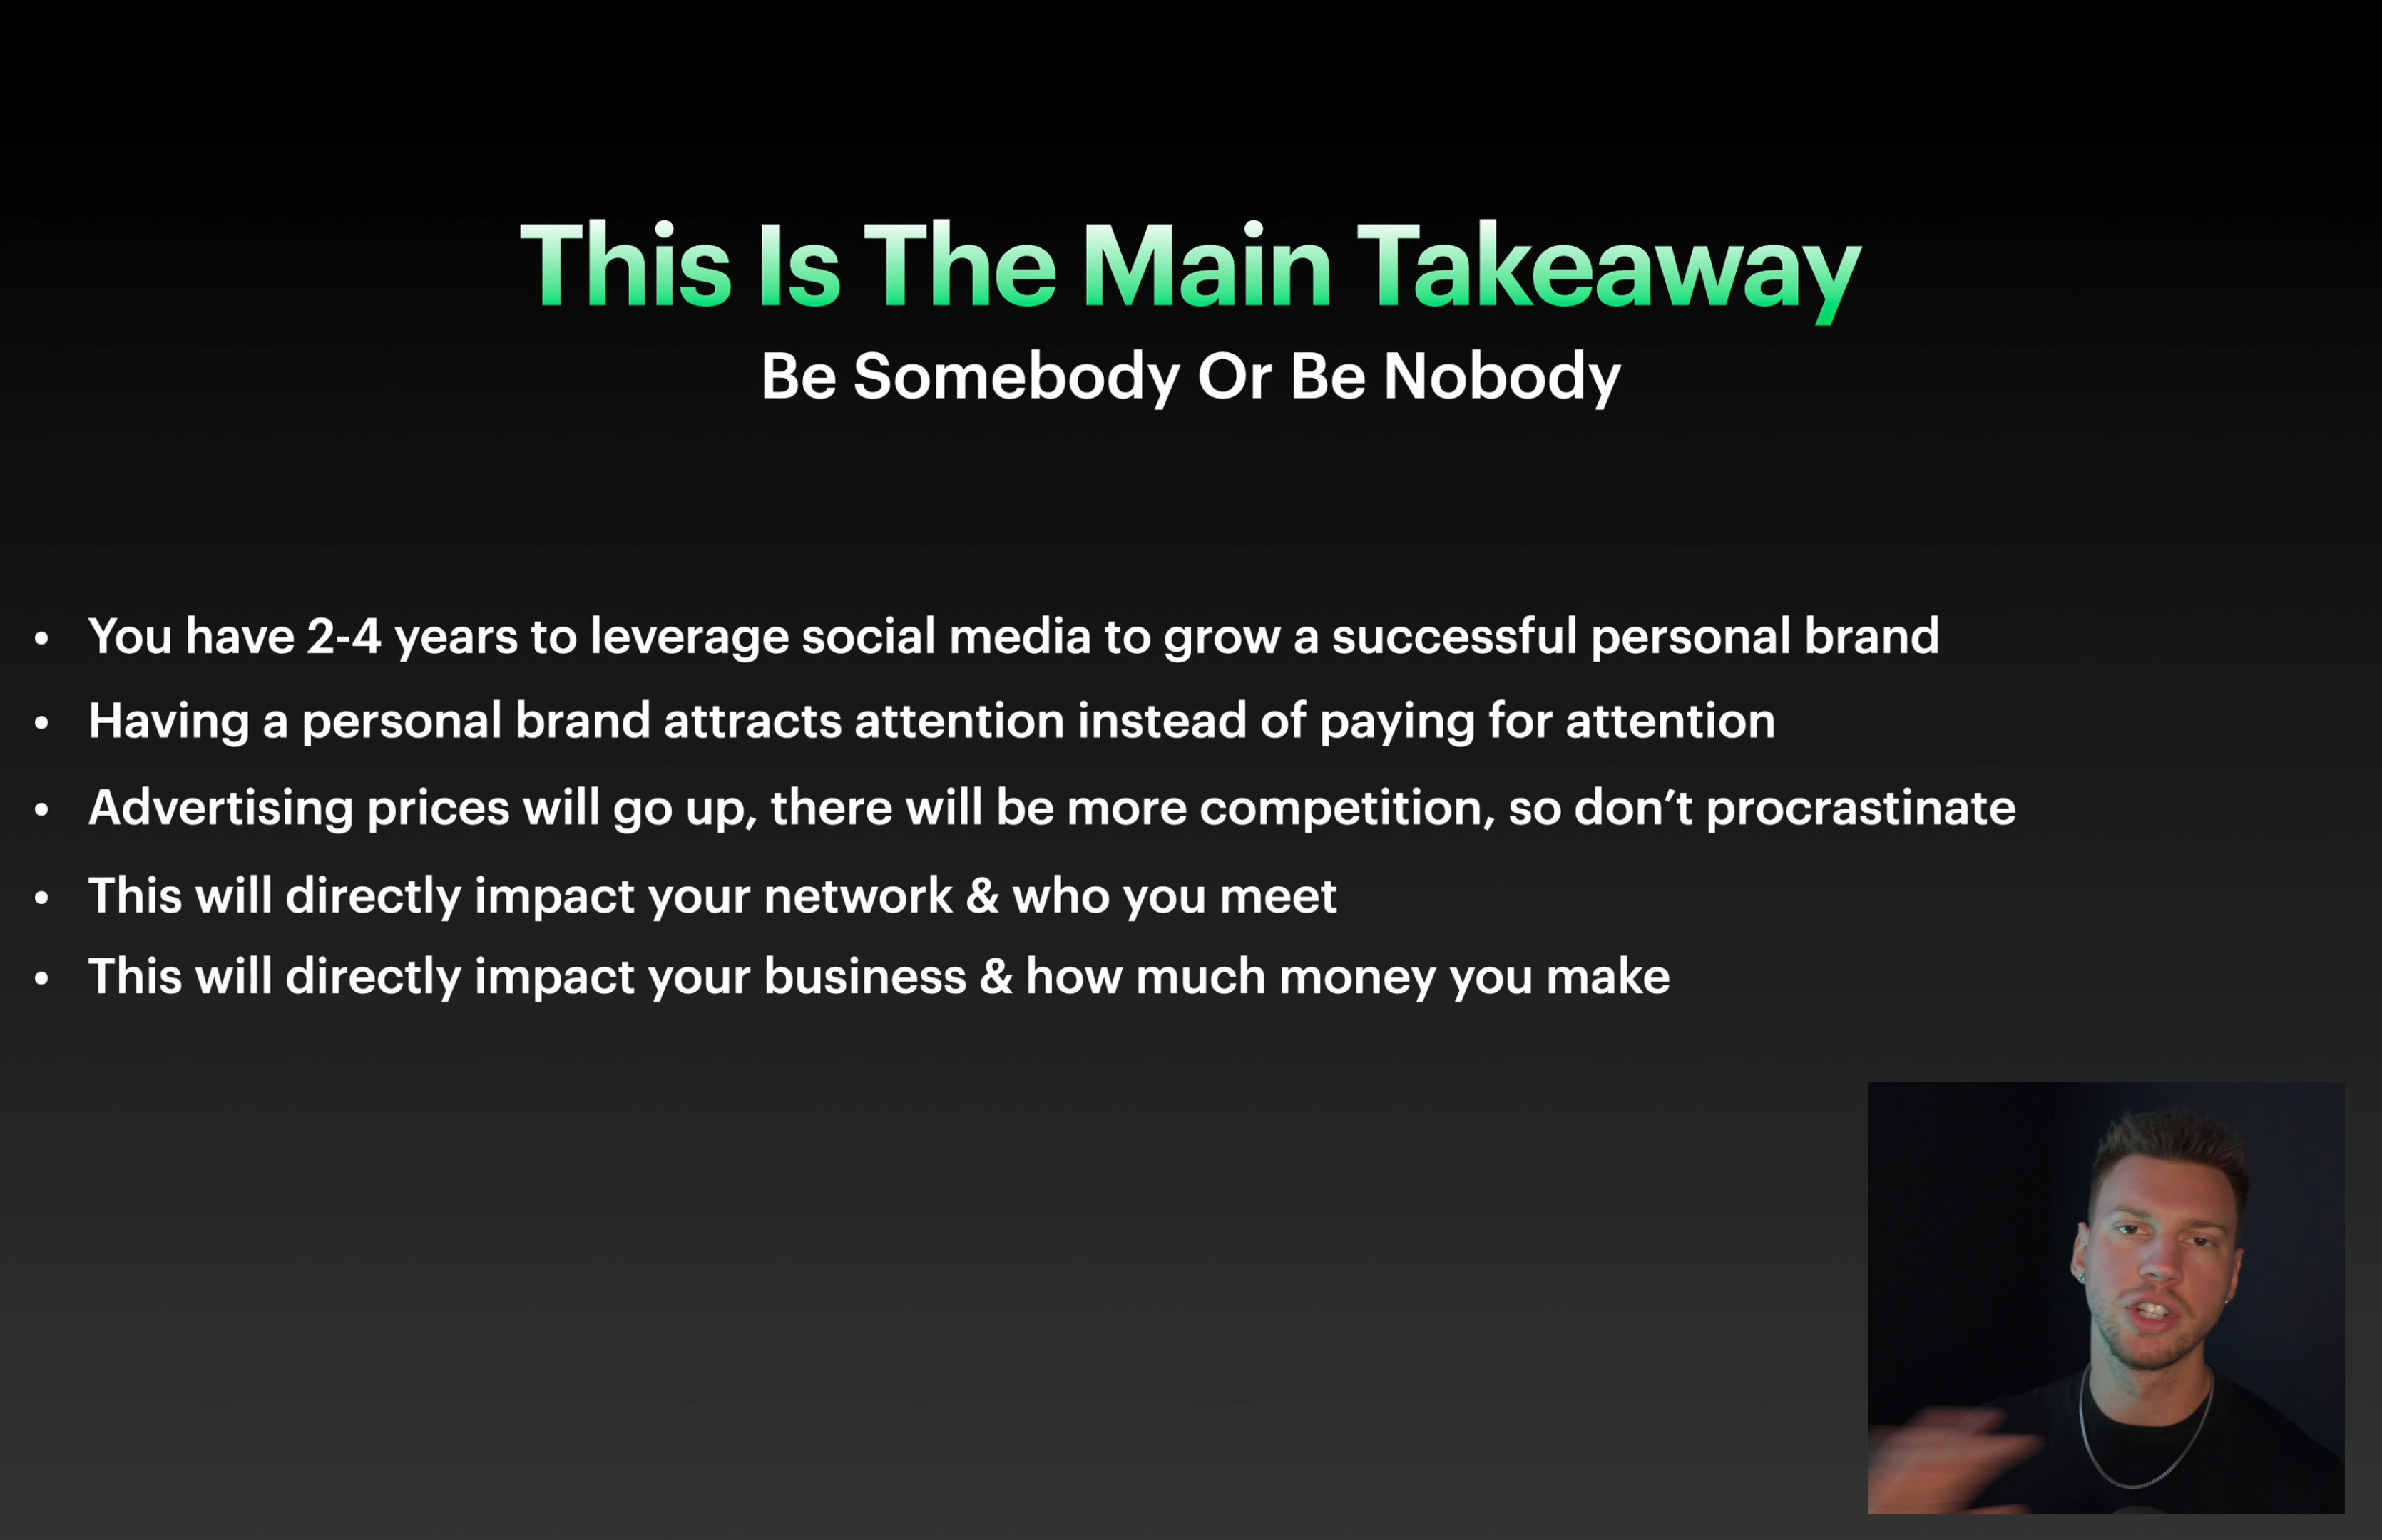 This Is The Main Takeaway
Be Somebody Or Be Nobody
• You have 2-4 years to leverage social media to grow a successful personal brand
• Having a personal brand attracts attention instead of paying for attention
• Advertising prices will go up, there will be more competition, so don’t procrastinate
• This will directly impact your network & who you meet
• This will directly impact your business & how much money you make